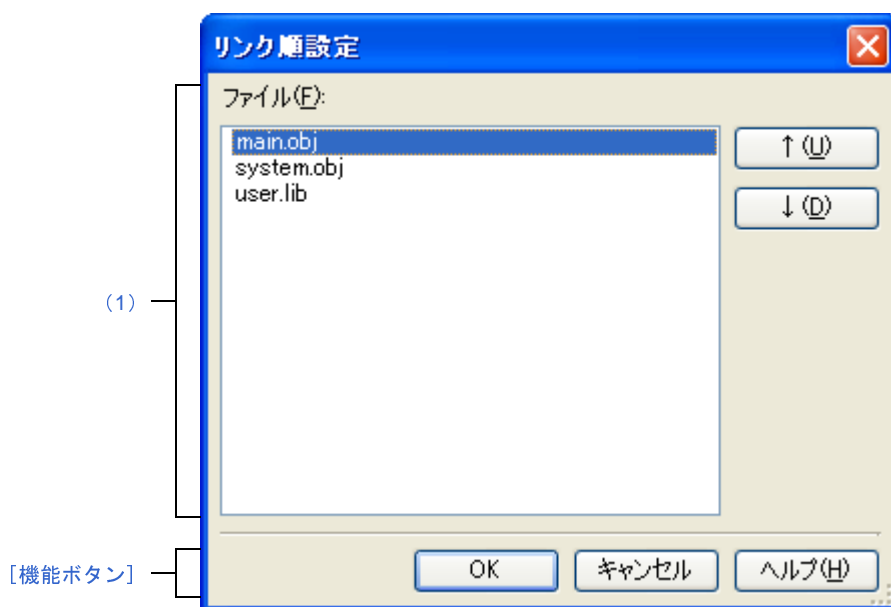 リンク順設定
ファイル(F):
main.obj
system.obj
user.lib
↑(U)
↓(D)
(1)
[機能ボタン]
OK
キャンセル
ヘルプ(H)